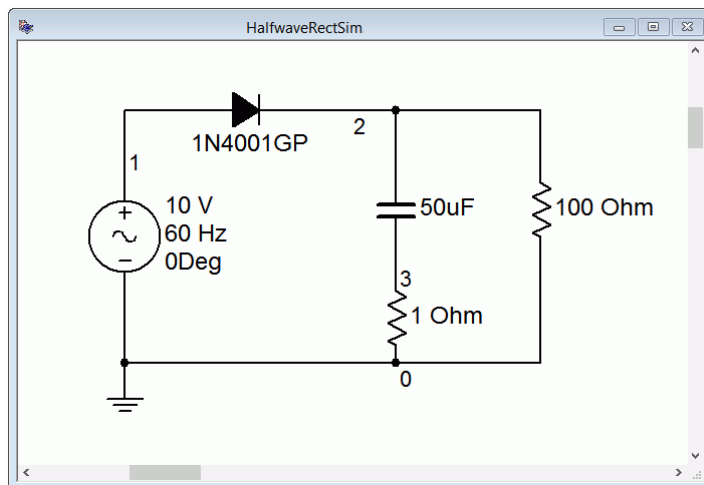 HalfwaveRectSim
2
1N4001GP
1
10 V
60 Hz
0Deg
50uF
100 Ohm
3
1 Ohm
0